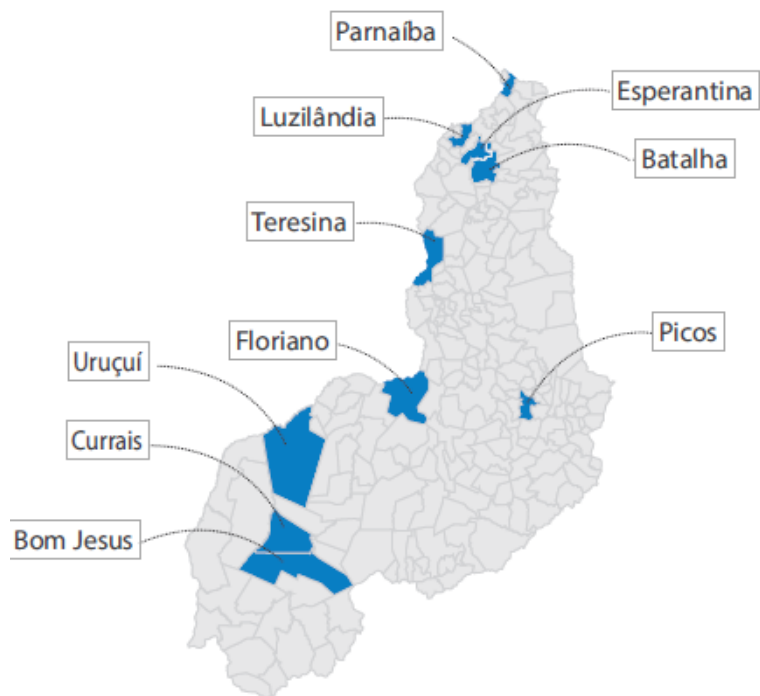 Parnaíba
Esperantina
Luzilândia
Batalha
Teresina
Floriano
Picos
Uruçuí
Currais
Bom Jesus